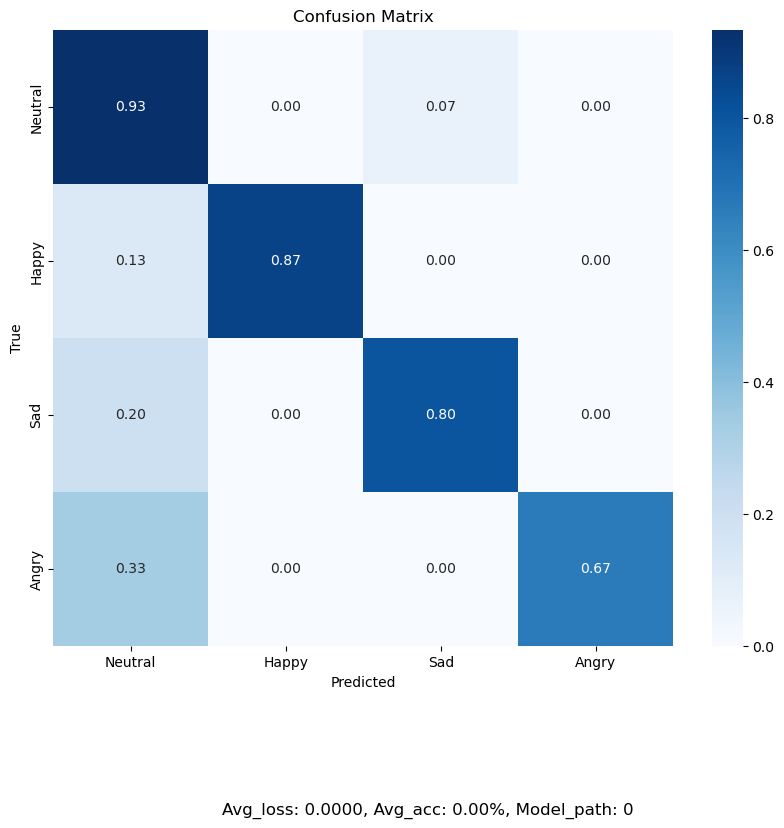 Confusion Matrix
Neutral 0.93 0.00 0.07 0.00
0.8
Happy 0.13 0.87 0.00 0.00
0.6
True
Sad 0.20 0.00 0.80 0.00
0.4
Angry 0.33 0.00 0.00 0.67
0.2
0.0
Neutral Happy Sad Angry
Predicted
Avg_loss: 0.0000, Avg_acc: 0.00%, Model_path: 0